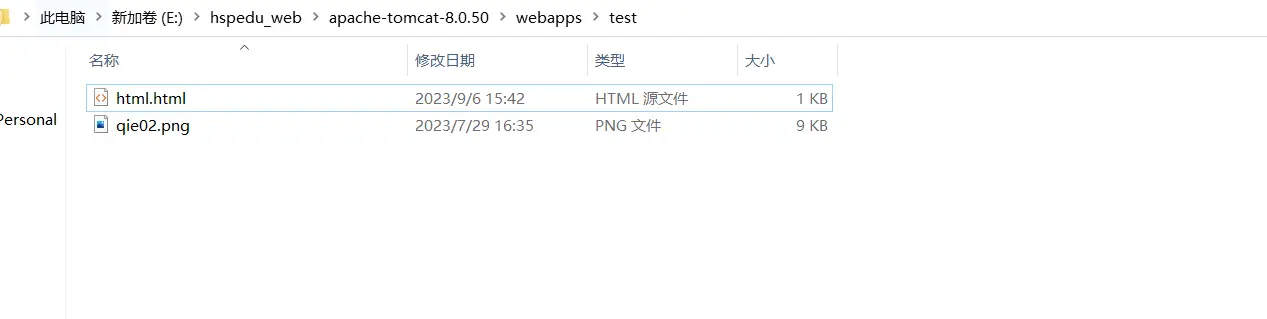 此电脑 > 新加卷 (E:) > hspedu_web > apache-tomcat-8.0.50 > webapps > test
名称 修改日期 类型 大小
html.html 2023/9/6 15:42 HTML 源文件 1 KB
Personal
qie02.png 2023/7/29 16:35 PNG 文件 9 KB